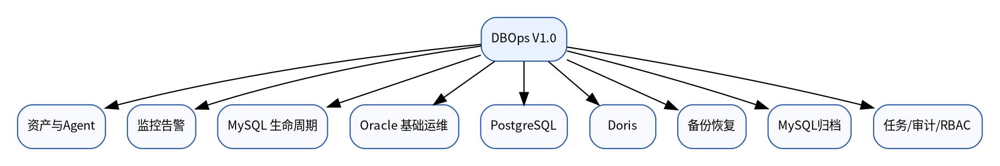 DBOps V1.0
资产与Agent
监控告警
MySQL 生命周期
Oracle 基础运维
PostgreSQL
Doris
备份恢复
MySQL归档
任务/审计/RBAC